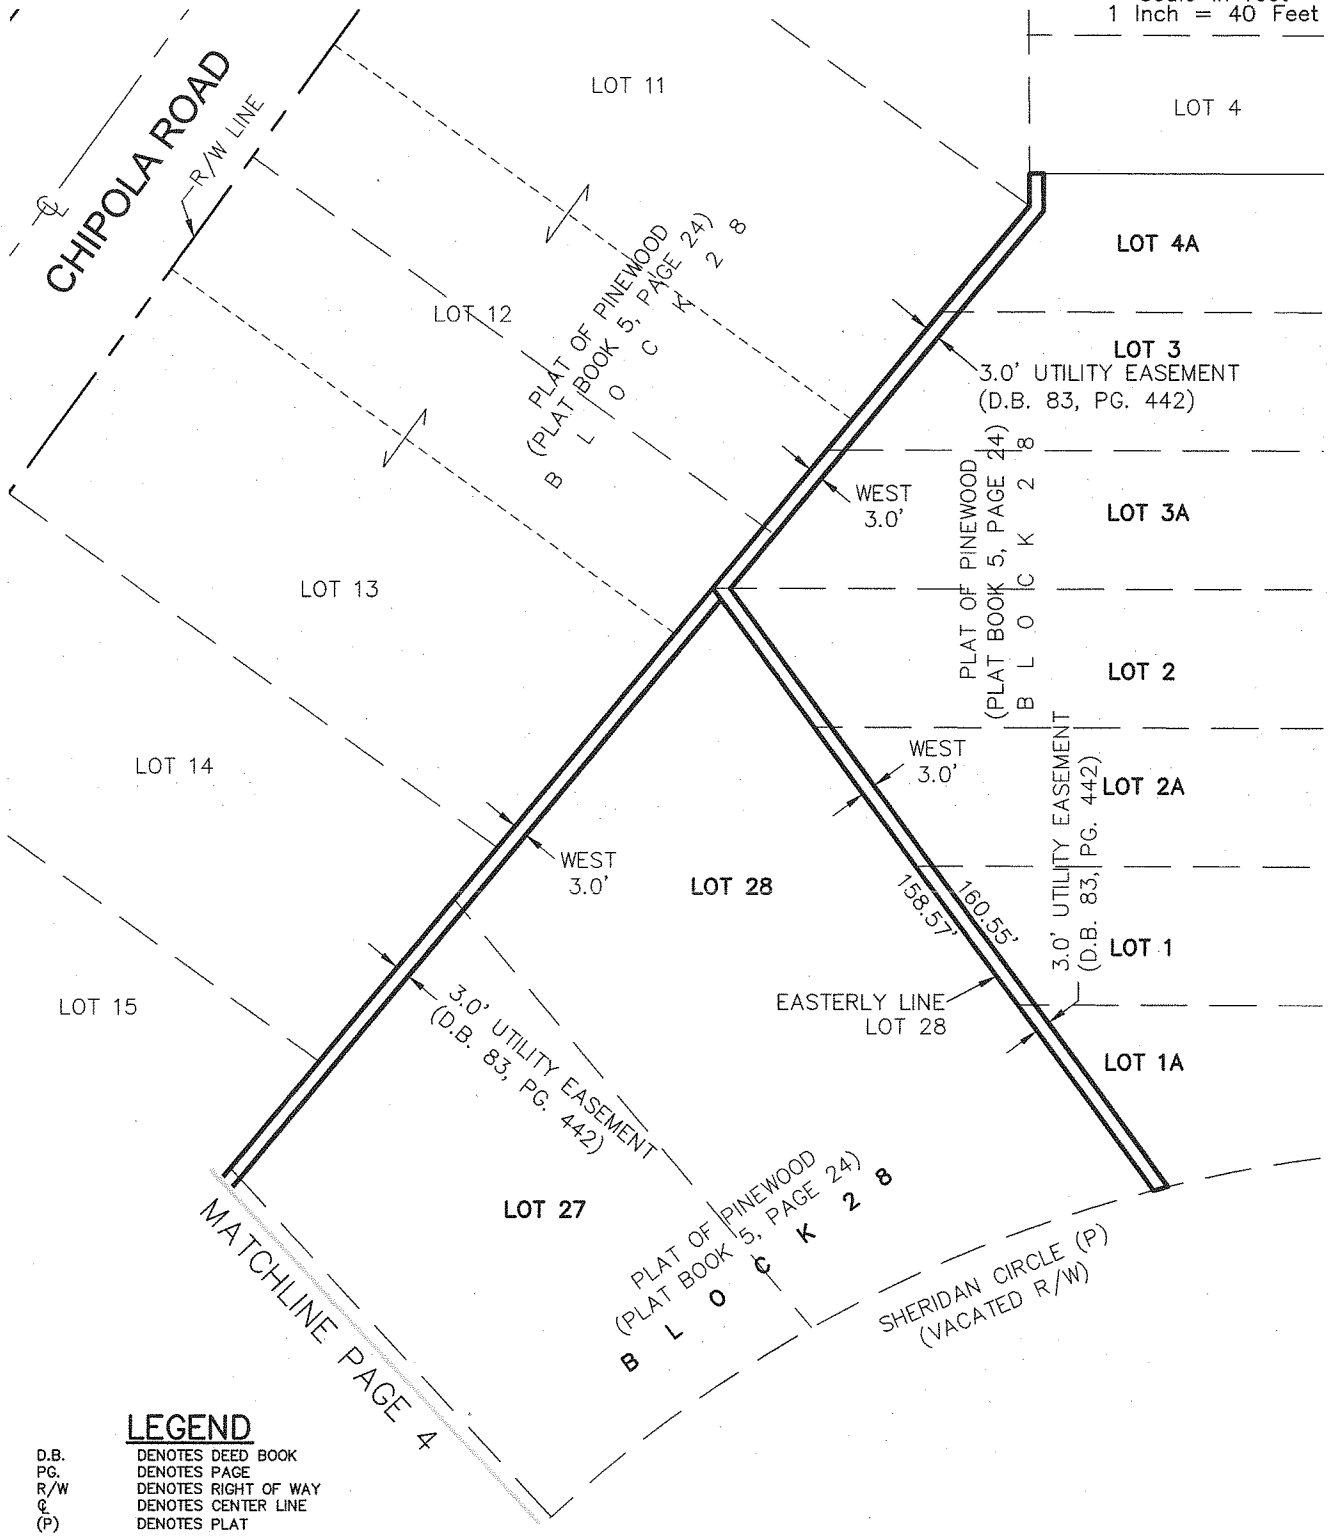 1 Inch = 40 Feet
LOT 11
LOT 4
CHIPOLA ROAD
R/W LINE
℄
LOT 4A
LOT 12
PLAT OF PINEWOOD
(PLAT BOOK 5, PAGE 24)
B L O C K 2 8
LOT 3
3.0' UTILITY EASEMENT
(D.B. 83, PG. 442)
WEST
3.0'
LOT 3A
PLAT OF PINEWOOD
(PLAT BOOK 5, PAGE 24)
B L O C K 2 8
LOT 13
LOT 2
LOT 14
WEST
3.0'
LOT 2A
3.0' UTILITY EASEMENT
(D.B. 83, PG. 442)
WEST
3.0'
LOT 28
158.57'
160.55'
LOT 1
LOT 15
EASTERLY LINE
LOT 28
3.0' UTILITY EASEMENT
(D.B. 83, PG. 442)
LOT 1A
LOT 27
PLAT OF PINEWOOD
(PLAT BOOK 5, PAGE 24)
B L O C K 2 8
SHERIDAN CIRCLE (P)
(VACATED R/W)
MATCHLINE PAGE 4
LEGEND
D.B. DENOTES DEED BOOK
PG. DENOTES PAGE
R/W DENOTES RIGHT OF WAY
℄ DENOTES CENTER LINE
(P) DENOTES PLAT